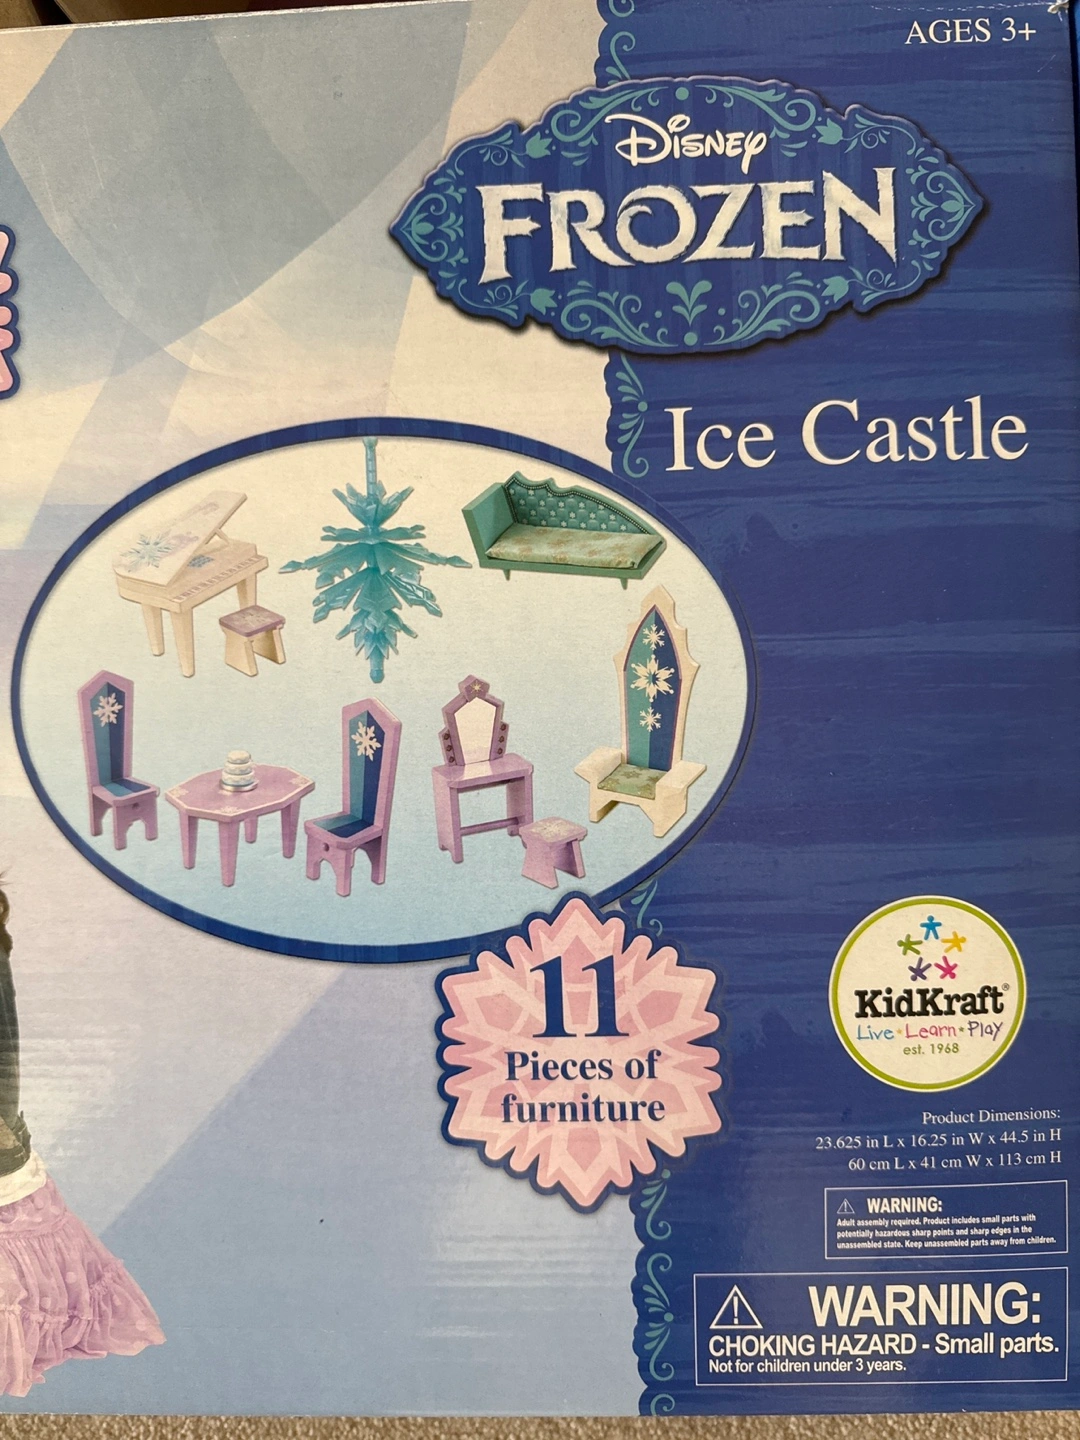 AGES 3+
Disney
FROZEN
Ice Castle
11
Pieces of
furniture
KidKraft®
Live * Learn * Play
est. 1968
Product Dimensions:
23.625 in L x 16.25 in W x 44.5 in H
60 cm L x 41 cm W x 113 cm H
⚠ WARNING:
Adult assembly required. Product includes small parts with
potentially hazardous sharp points and sharp edges in the
unassembled state. Keep unassembled parts away from children.
⚠ WARNING:
CHOKING HAZARD - Small parts.
Not for children under 3 years.